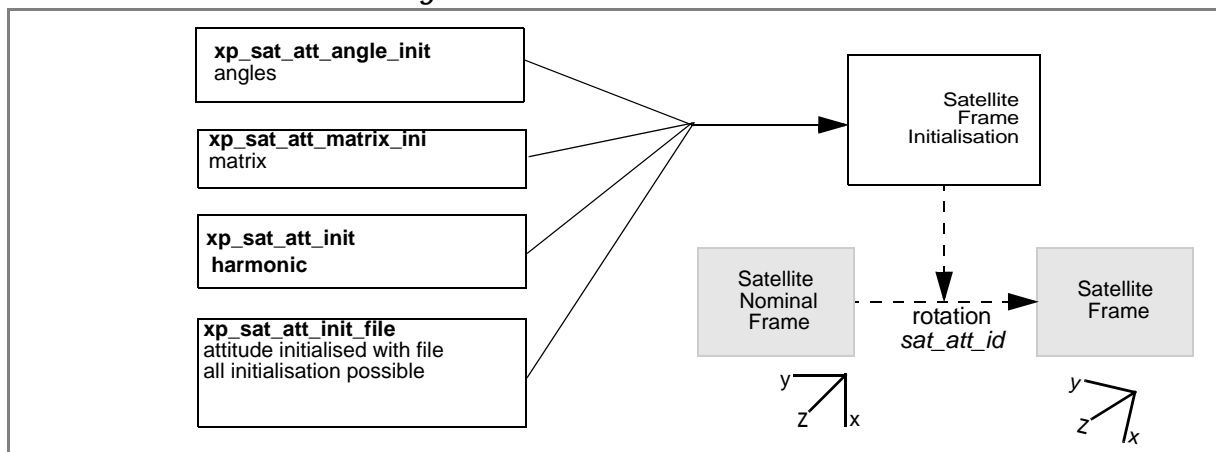 xp_sat_att_angle_init
angles
xp_sat_att_matrix_ini
matrix
xp_sat_att_init
harmonic
xp_sat_att_init_file
attitude initialised with file
all initialisation possible
Satellite
Frame
Initialisation
Satellite
Nominal
Frame
rotation
sat_att_id
Satellite
Frame
y
z
x
y
z
x